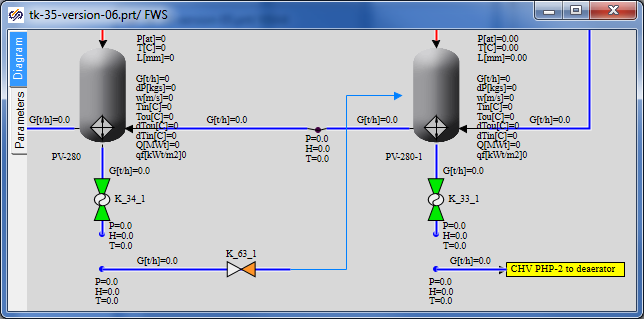 tk-35-version-06.prt/ FWS
Diagram
Parameters
P[at]=0
T[C]=0
L[mm]=0
G[t/h]=0
dP[kgs]=0
w[m/s]=0
Tin[C]=0
Tou[C]=0
dTou[C]=0
dTin[C]=0
Q[MWt]=0
qf[kWt/m2]0
G[t/h]=0.0
PV-280
G[t/h]=0.0
G[t/h]=0.0
P=0.0
H=0.0
T=0.0
G[t/h]=0.0
P[at]=0.00
T[C]=0.00
L[mm]=0.00
G[t/h]=0
dP[kgs]=0
w[m/s]=0
Tin[C]=0
Tou[C]=0
dTou[C]=0
dTin[C]=0
Q[MWt]=0
qf[kWt/m2]0
G[t/h]=0.0
PV-280-1
G[t/h]=0.0
K_34_1
K_33_1
P=0.0
H=0.0
T=0.0
P=0.0
H=0.0
T=0.0
G[t/h]=0.0
K_63_1
P=0.0
H=0.0
T=0.0
G[t/h]=0.0
CHV PHP-2 to deaerator
P=0.0
H=0.0
T=0.0